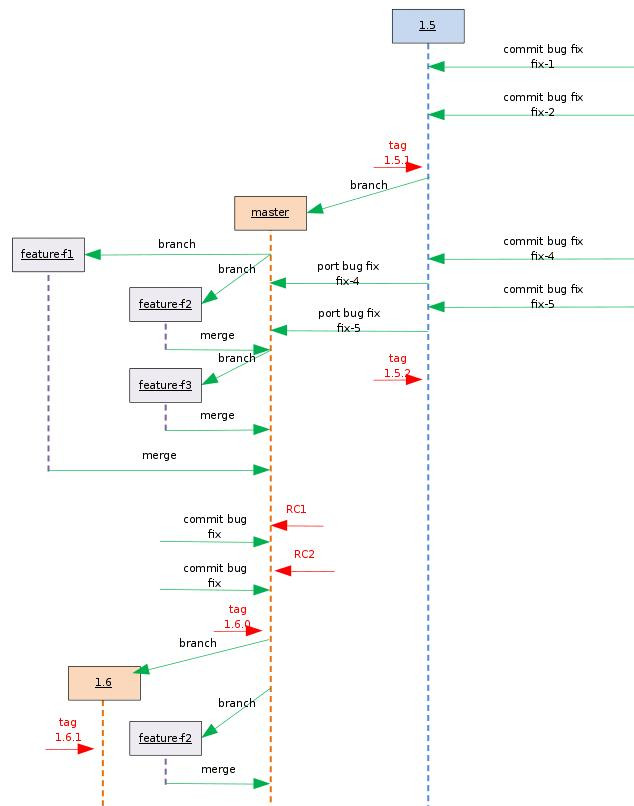 1.5
commit bug fix
fix-1
commit bug fix
fix-2
tag
1.5.1
branch
master
branch
feature-f1
branch
port bug fix
fix-4
commit bug fix
fix-4
feature-f2
port bug fix
fix-5
commit bug fix
fix-5
merge
branch
tag
1.5.2
feature-f3
merge
merge
RC1
commit bug
fix
RC2
commit bug
fix
tag
1.6.0
branch
1.6
branch
tag
1.6.1
feature-f2
merge